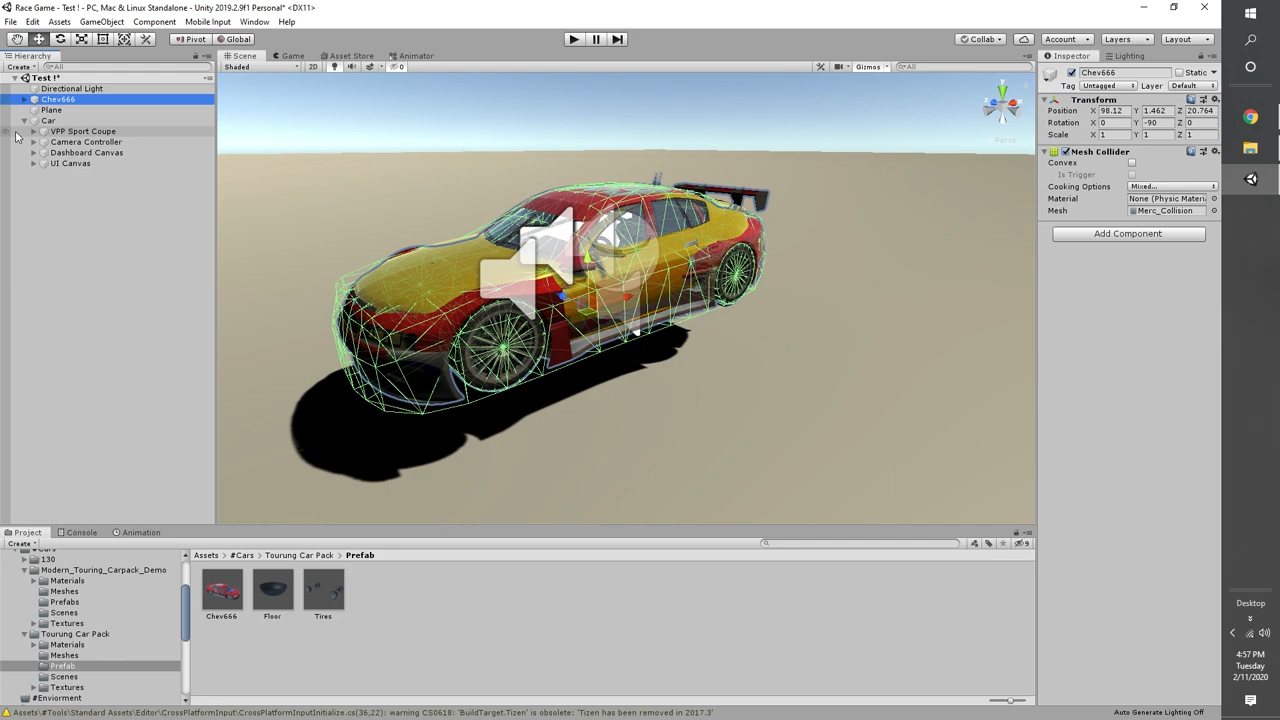 Race Game - Test ! - PC, Mac & Linux Standalone - Unity 2019.2.9f1 Personal* <DX11>
File Edit Assets GameObject Component Mobile Input Window Help
Pivot Global Collab Account Layers Layout
Hierarchy Scene Game Asset Store Animator Inspector Lighting
Create All Shaded 2D 0 Gizmos All
Test !*
Directional Light
Chev666
Plane
Car
VPP Sport Coupe
Camera Controller
Dashboard Canvas
UI Canvas
Persp
Chev666 Static
Tag Untagged Layer Default
Transform
Position X 98.12 Y 1.462 Z 20.764
Rotation X 0 Y -90 Z 0
Scale X 1 Y 1 Z 1
Mesh Collider
Convex
Is Trigger
Cooking Options Mixed...
Material None (Physic Materi
Mesh Merc_Collision
Add Component
Project Console Animation
Create 9
#Cars
130
Modern_Touring_Carpack_Demo
Materials
Meshes
Prefabs
Scenes
Textures
Tourung Car Pack
Materials
Meshes
Prefab
Scenes
Textures
#Enviorment
Assets #Cars Tourung Car Pack Prefab
Chev666 Floor Tires
Assets\#Tools\Standard Assets\Editor\CrossPlatformInput\CrossPlatformInputInitialize.cs(36,22): warning CS0618: 'BuildTarget.Tizen' is obsolete: 'Tizen has been removed in 2017.3'
Auto Generate Lighting Off
Desktop
4:57 PM
Tuesday
2/11/2020